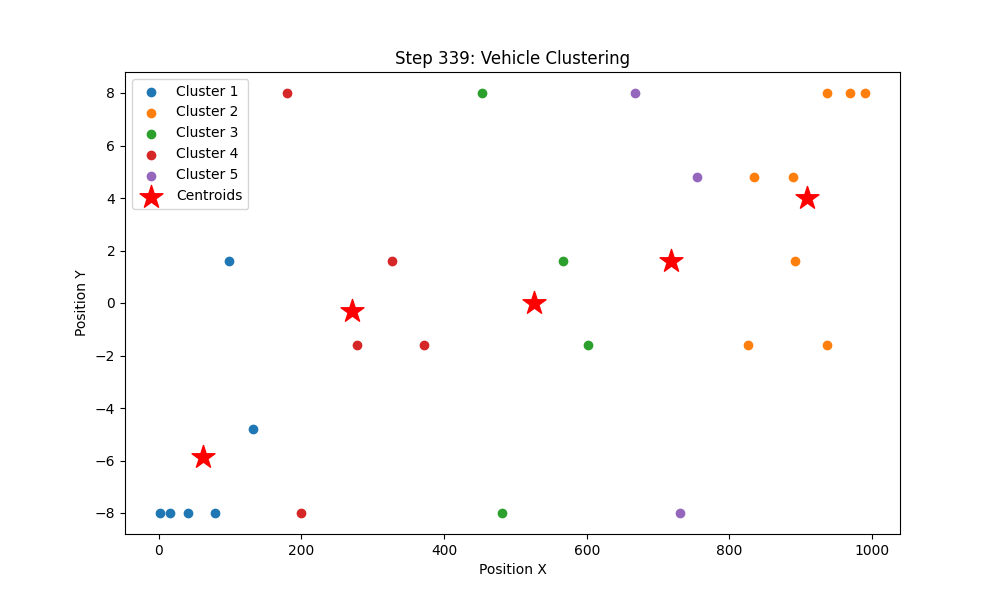 Step 339: Vehicle Clustering
Cluster 1
Cluster 2
Cluster 3
Cluster 4
Cluster 5
Centroids
Position Y
8
6
4
2
0
−2
−4
−6
−8
0 200 400 600 800 1000
Position X